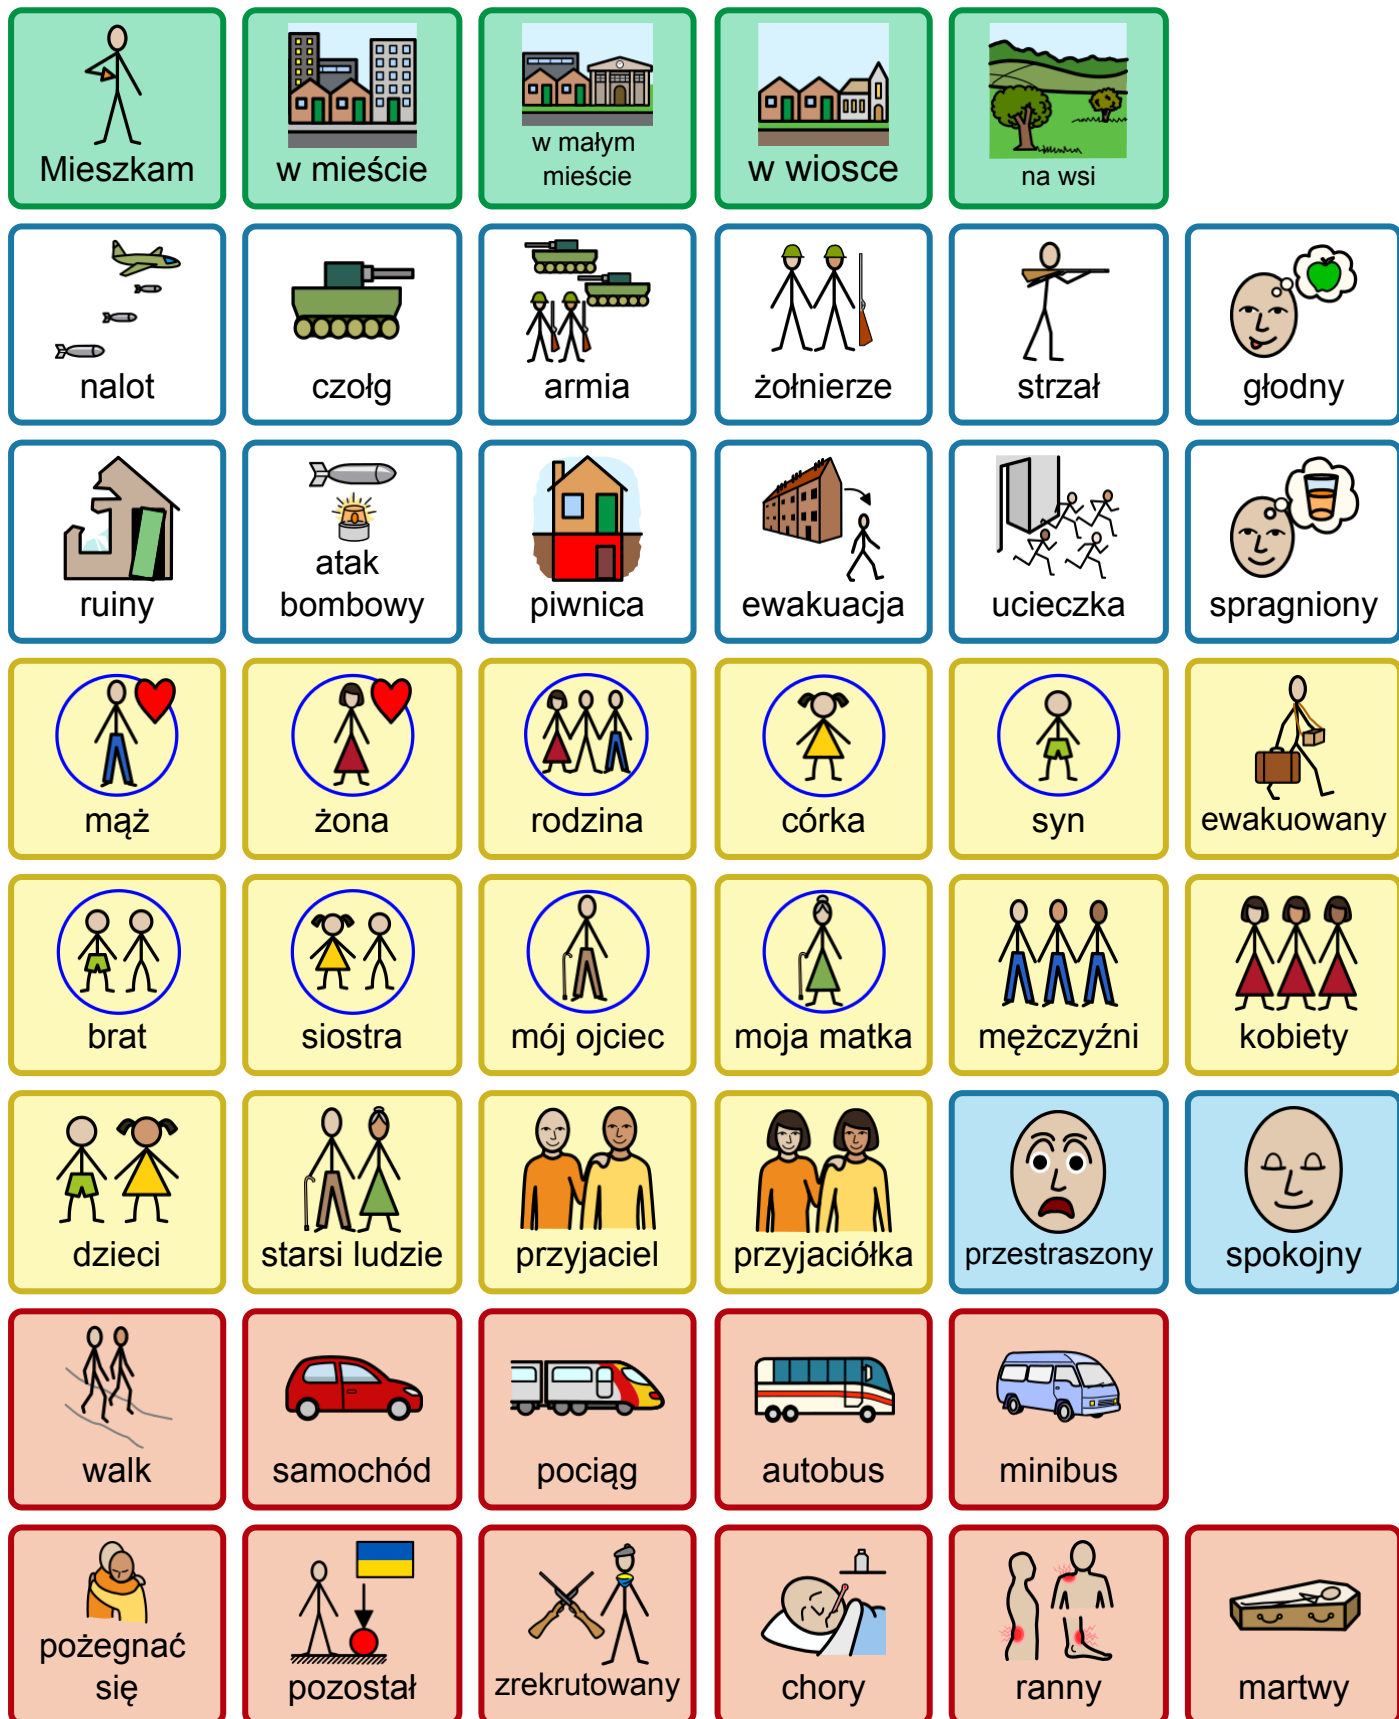 Mieszkam
w mieście
w małym
mieście
w wiosce
na wsi
nalot
czołg
armia
żołnierze
strzał
głodny
ruiny
atak
bombowy
piwnica
ewakuacja
ucieczka
spragniony
mąż
żona
rodzina
córka
syn
ewakuowany
brat
siostra
mój ojciec
moja matka
mężczyźni
kobiety
dzieci
starsi ludzie
przyjaciel
przyjaciółka
przestraszony
spokojny
walk
samochód
pociąg
autobus
minibus
pożegnać
się
pozostał
zrekrutowany
chory
ranny
martwy